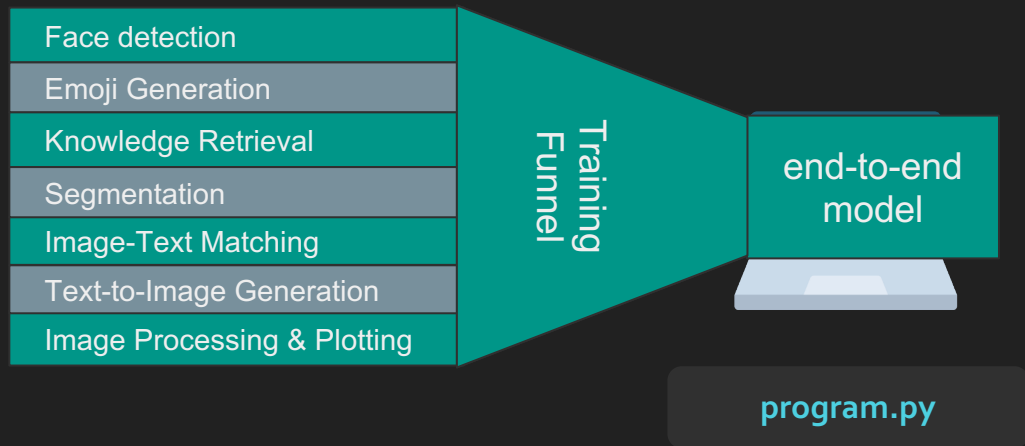 Face detection
Emoji Generation
Knowledge Retrieval
Segmentation
Image-Text Matching
Text-to-Image Generation
Image Processing & Plotting
Training
Funnel
end-to-end
model
program.py